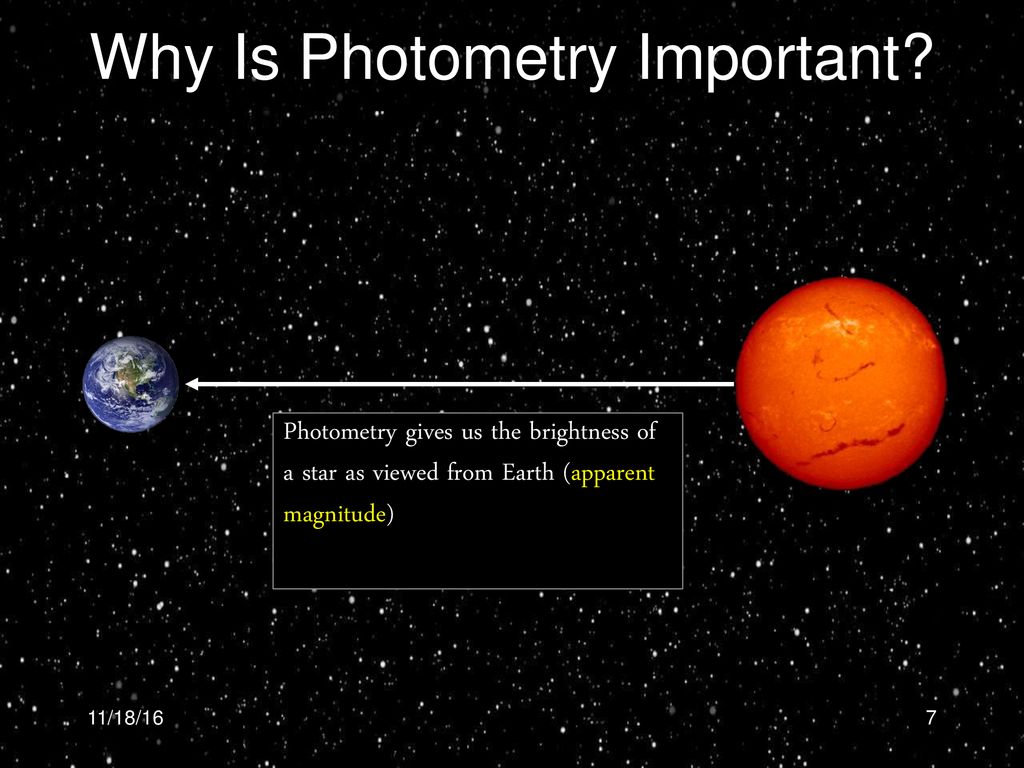 Why Is Photometry Important?
Photometry gives us the brightness of
a star as viewed from Earth (apparent
magnitude)
11/18/16
7